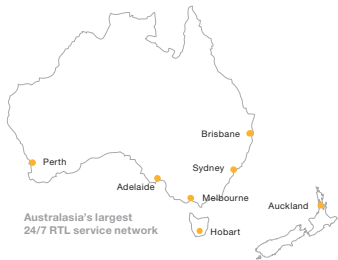 Brisbane
Perth
Sydney
Adelaide
Melbourne
Auckland
Australasia's largest
24/7 RTL service network
Hobart